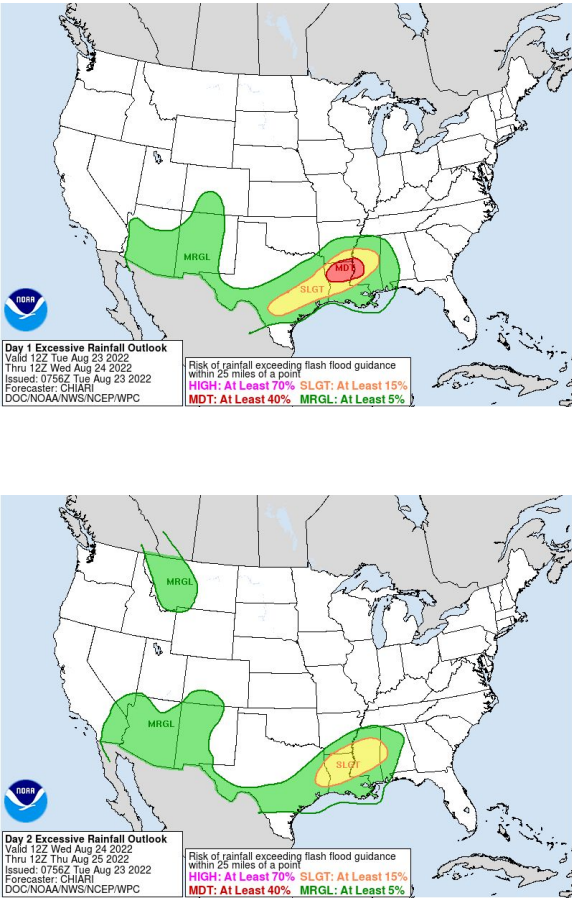 MRGL
MDT
SLGT
NOAA
Day 1 Excessive Rainfall Outlook
Valid 12Z Tue Aug 23 2022
Thru 12Z Wed Aug 24 2022
Issued: 0756Z Tue Aug 23 2022
Forecaster: CHIARI
DOC/NOAA/NWS/NCEP/WPC
Risk of rainfall exceeding flash flood guidance
within 25 miles of a point
HIGH: At Least 70% SLGT: At Least 15%
MDT: At Least 40% MRGL: At Least 5%
MRGL
MRGL
SLGT
NOAA
Day 2 Excessive Rainfall Outlook
Valid 12Z Wed Aug 24 2022
Thru 12Z Thu Aug 25 2022
Issued: 0756Z Tue Aug 23 2022
Forecaster: CHIARI
DOC/NOAA/NWS/NCEP/WPC
Risk of rainfall exceeding flash flood guidance
within 25 miles of a point
HIGH: At Least 70% SLGT: At Least 15%
MDT: At Least 40% MRGL: At Least 5%